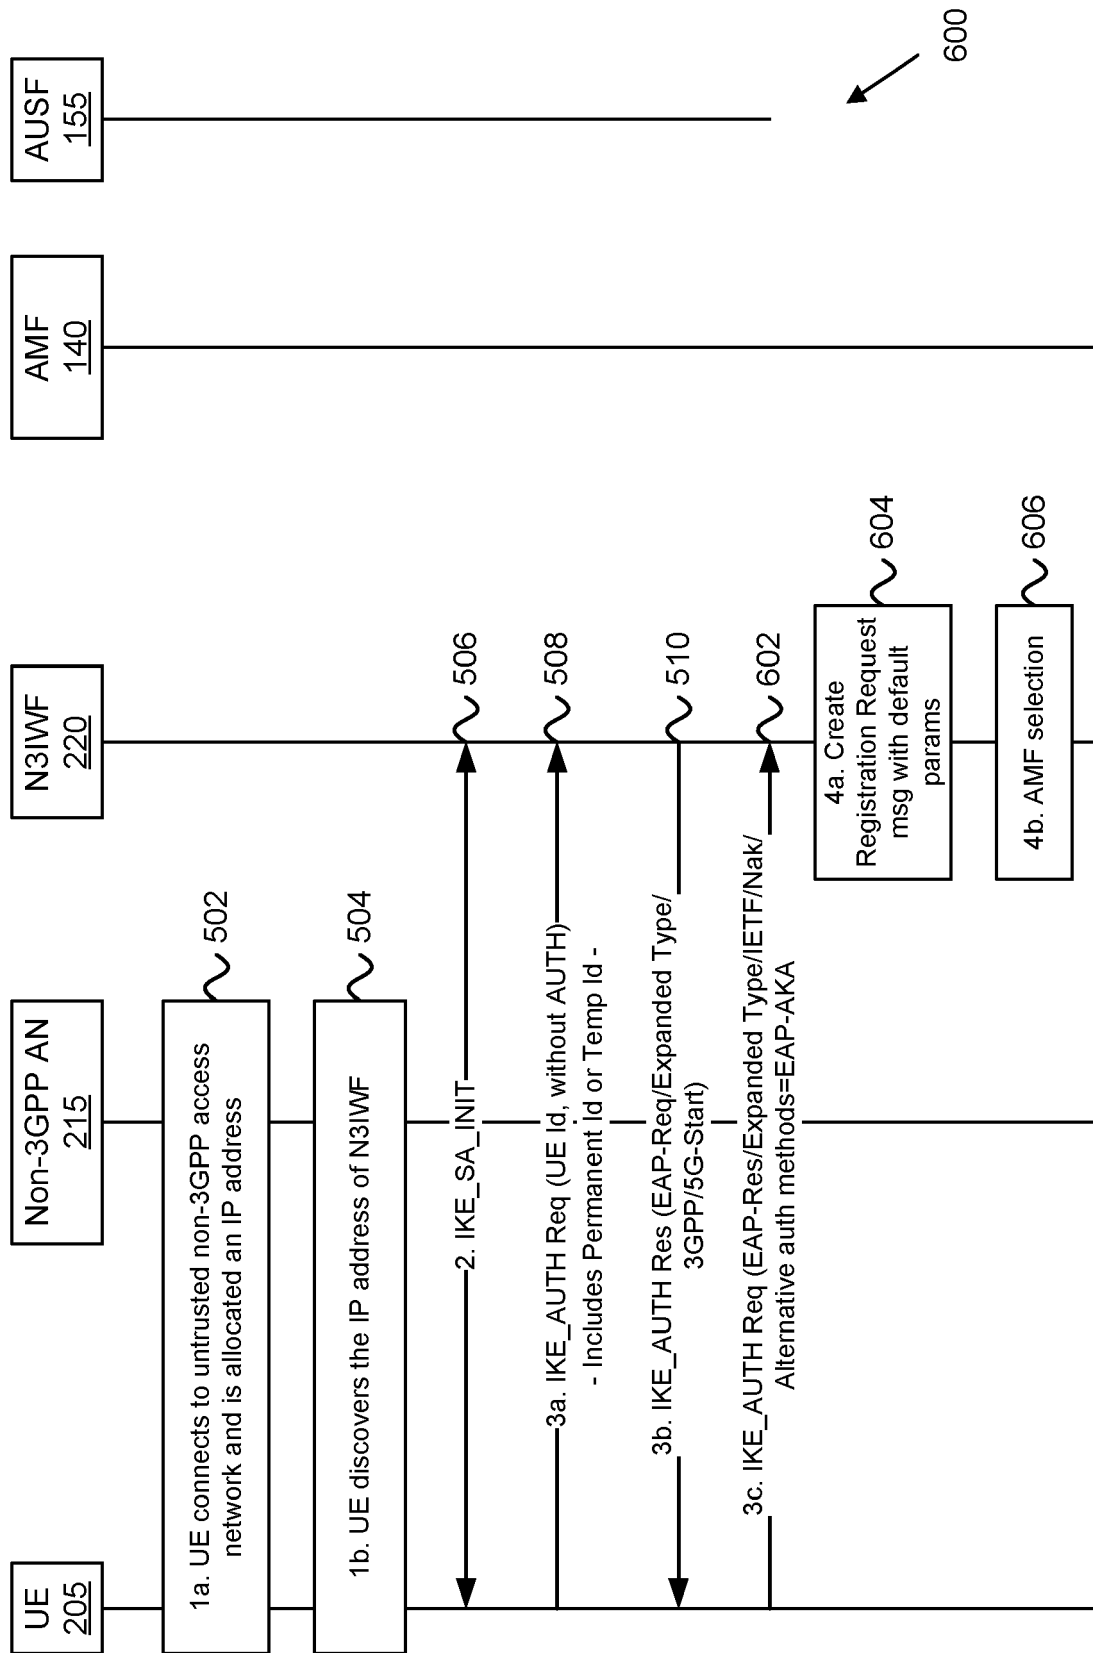 UE
205
Non-3GPP AN
215
N3IWF
220
AMF
140
AUSF
155
1a. UE connects to untrusted non-3GPP access
network and is allocated an IP address
502
1b. UE discovers the IP address of N3IWF
504
2. IKE_SA_INIT
506
3a. IKE_AUTH Req (UE Id, without AUTH)
- Includes Permanent Id or Temp Id -
508
3b. IKE_AUTH Res (EAP-Req/Expanded Type/
3GPP/5G-Start)
510
3c. IKE_AUTH Req (EAP-Res/Expanded Type/IETF/Nak/
Alternative auth methods=EAP-AKA
602
4a. Create
Registration Request
msg with default
params
604
4b. AMF selection
606
600